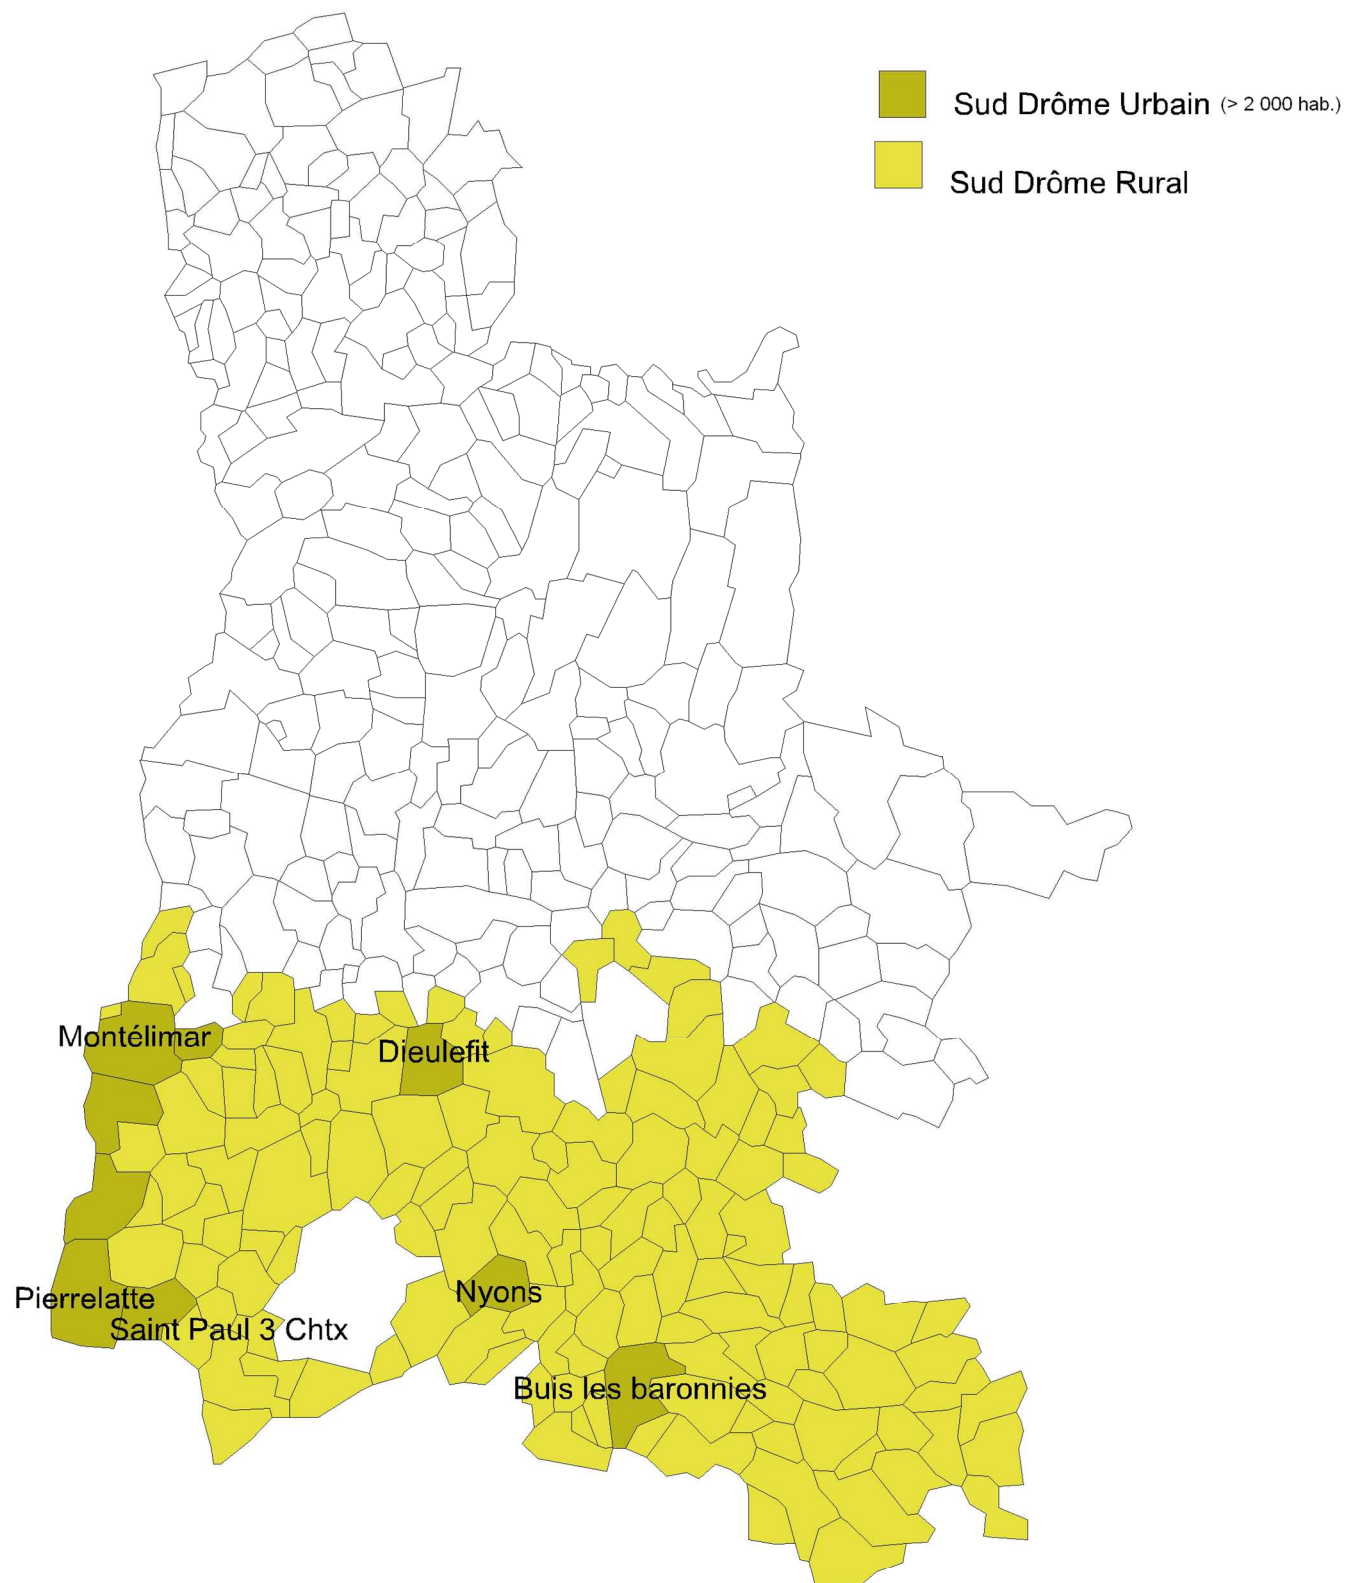 Sud Drôme Urbain (> 2 000 hab.)
Sud Drôme Rural
Montélimar
Dieulefit
Pierrelatte
Nyons
Saint Paul 3 Chtx
Buis les baronnies